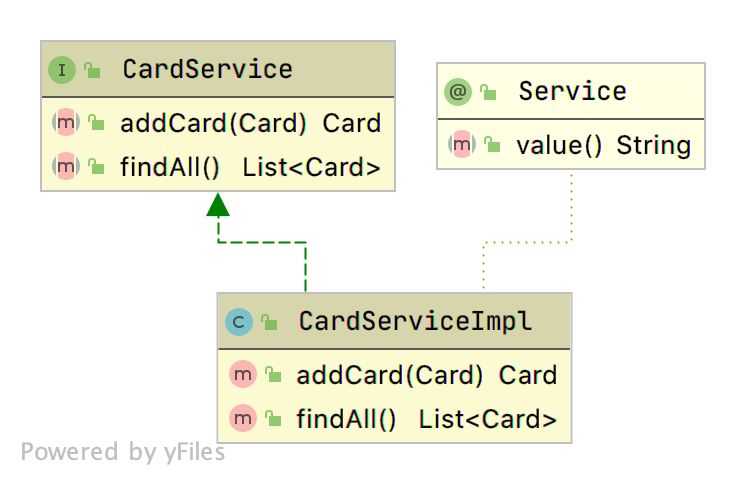 I CardService
m addCard(Card) Card
m findAll() List<Card>
@ Service
m value() String
C CardServiceImpl
m addCard(Card) Card
m findAll() List<Card>
Powered by yFiles